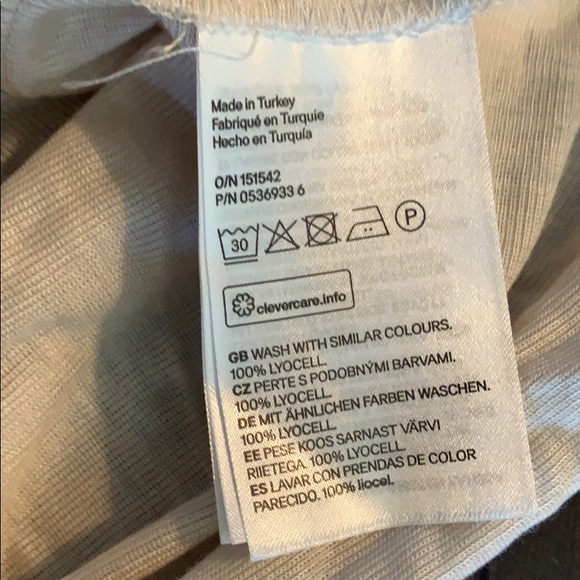 Made in Turkey
Fabriqué en Turquie
Hecho en Turquía
O/N 151542
P/N 0536933 6
30
P
clevercare.info
GB WASH WITH SIMILAR COLOURS.
100% LYOCELL.
CZ PERTE S PODOBNÝMI BARVAMI.
100% LYOCELL.
DE MIT ÄHNLICHEN FARBEN WASCHEN.
100% LYOCELL.
EE PESE KOOS SARNAST VÄRVI
RIIETEGA. 100% LYOCELL.
ES LAVAR CON PRENDAS DE COLOR
PARECIDO. 100% liocel.